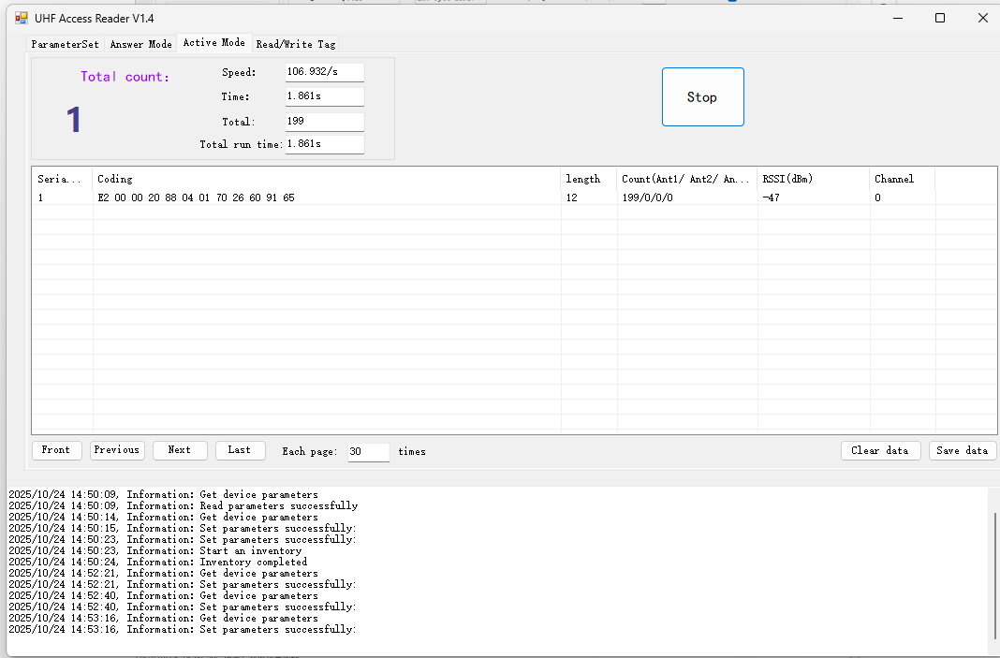 UHF Access Reader V1.4
ParameterSet Answer Mode Active Mode Read/Write Tag
Total count:
1
Speed: 106.932/s
Time: 1.861s
Total: 199
Total run time: 1.861s
Stop
Seria... Coding length Count(Ant1/ Ant2/ An... RSSI(dBm) Channel
1 E2 00 00 20 88 04 01 70 26 60 91 65 12 199/0/0/0 -47 0
Front Previous Next Last Each page: 30 times Clear data Save data
2025/10/24 14:50:09, Information: Get device parameters
2025/10/24 14:50:09, Information: Read parameters successfully
2025/10/24 14:50:14, Information: Get device parameters
2025/10/24 14:50:15, Information: Set parameters successfully:
2025/10/24 14:50:23, Information: Set parameters successfully:
2025/10/24 14:50:23, Information: Start an inventory
2025/10/24 14:50:24, Information: Inventory completed
2025/10/24 14:52:21, Information: Get device parameters
2025/10/24 14:52:21, Information: Set parameters successfully:
2025/10/24 14:52:40, Information: Get device parameters
2025/10/24 14:52:40, Information: Set parameters successfully:
2025/10/24 14:53:16, Information: Get device parameters
2025/10/24 14:53:16, Information: Set parameters successfully: